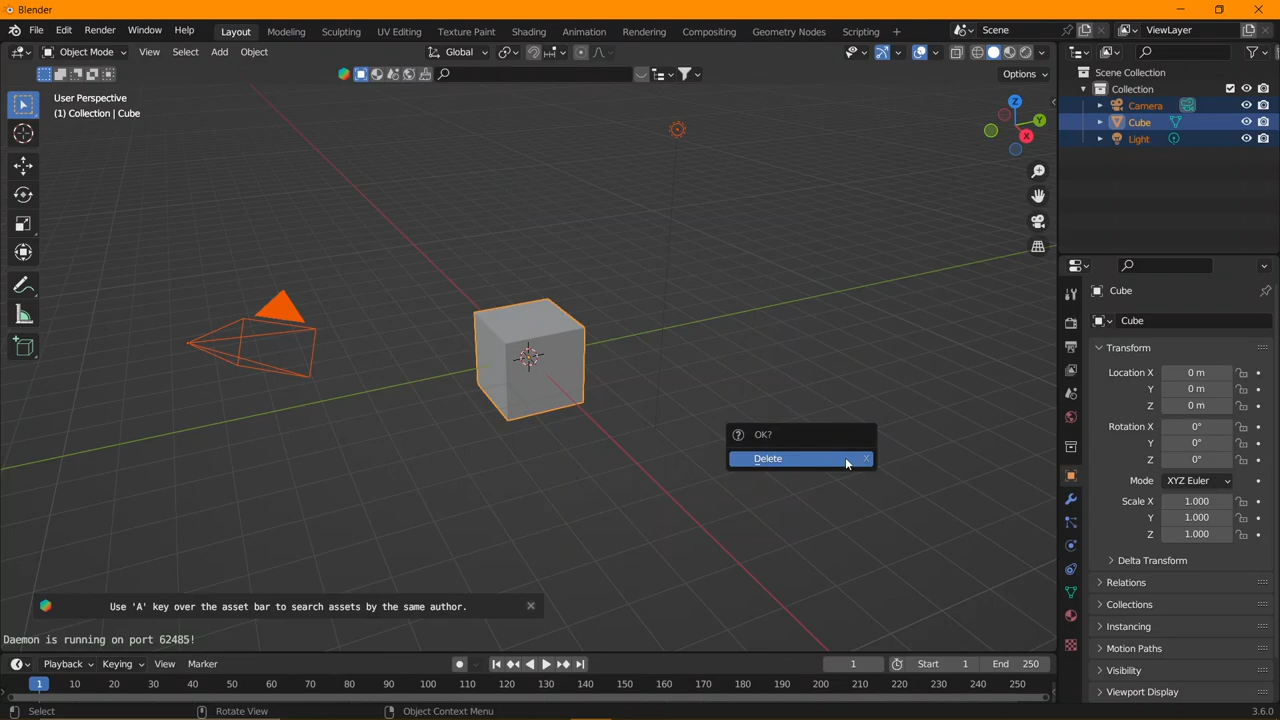 Blender
File Edit Render Window Help Layout Modeling Sculpting UV Editing Texture Paint Shading Animation Rendering Compositing Geometry Nodes Scripting + Scene ViewLayer
Object Mode View Select Add Object Global
Options
User Perspective
(1) Collection | Cube
Z
Y
X
Scene Collection
Collection
Camera
Cube
Light
OK?
Delete X
Cube
Cube
Transform
Location X 0 m
Y 0 m
Z 0 m
Rotation X 0°
Y 0°
Z 0°
Mode XYZ Euler
Scale X 1.000
Y 1.000
Z 1.000
Delta Transform
Relations
Collections
Instancing
Motion Paths
Visibility
Viewport Display
Use 'A' key over the asset bar to search assets by the same author.
Daemon is running on port 62485!
Playback Keying View Marker 1 Start 1 End 250
1 10 20 30 40 50 60 70 80 90 100 110 120 130 140 150 160 170 180 190 200 210 220 230 240 250
Select Rotate View Object Context Menu 3.6.0